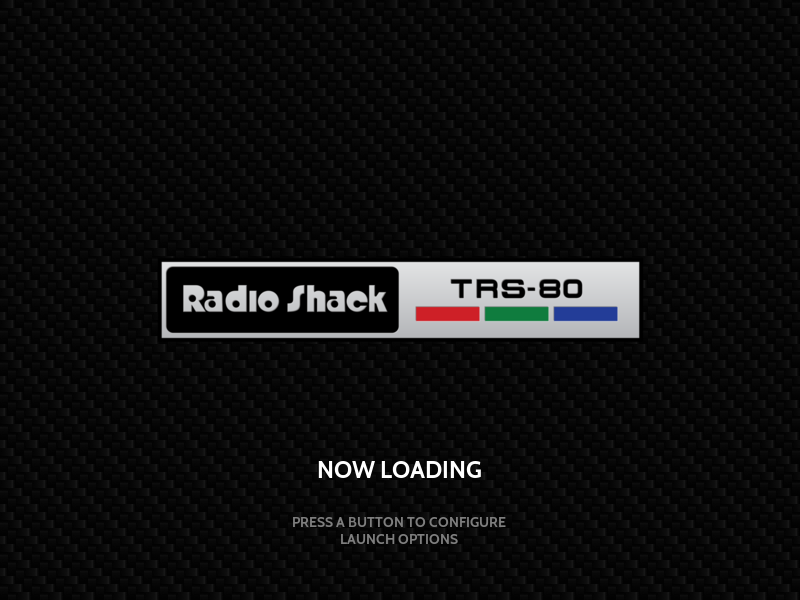 Radio Shack
TRS-80
NOW LOADING
PRESS A BUTTON TO CONFIGURE
LAUNCH OPTIONS